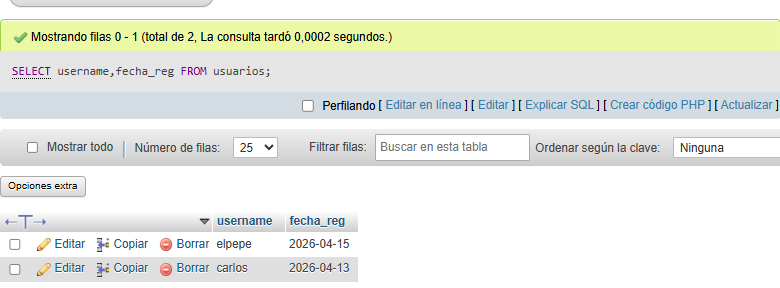 Mostrando filas 0 - 1 (total de 2, La consulta tardó 0,0002 segundos.)
SELECT username,fecha_reg FROM usuarios;
Perfilando [ Editar en línea ] [ Editar ] [ Explicar SQL ] [ Crear código PHP ] [ Actualizar ]
Mostrar todo | Número de filas: 25 Filtrar filas: Buscar en esta tabla Ordenar según la clave: Ninguna
Opciones extra
←T→ username fecha_reg
Editar Copiar Borrar elpepe 2026-04-15
Editar Copiar Borrar carlos 2026-04-13